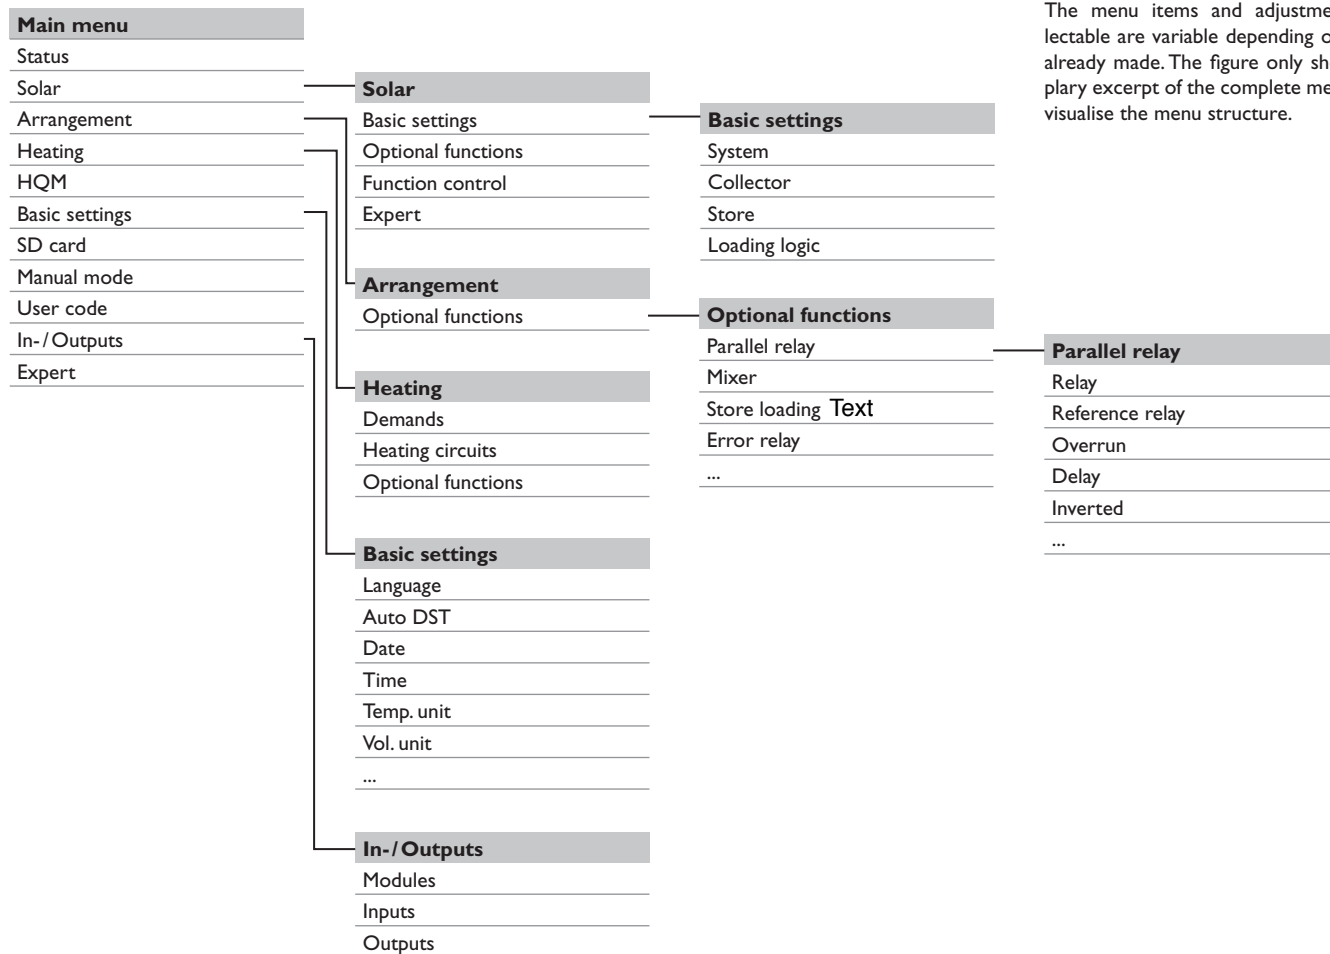 Main menu
Status
Solar
Arrangement
Heating
HQM
Basic settings
SD card
Manual mode
User code
In-/Outputs
Expert
Solar
Basic settings
Optional functions
Function control
Expert
Arrangement
Optional functions
Heating
Demands
Heating circuits
Optional functions
Basic settings
Language
Auto DST
Date
Time
Temp. unit
Vol. unit
...
In-/Outputs
Modules
Inputs
Outputs
Basic settings
System
Collector
Store
Loading logic
Optional functions
Parallel relay
Mixer
Store loading Text
Error relay
...
The menu items and adjustme
lectable are variable depending o
already made. The figure only sh
plary excerpt of the complete me
visualise the menu structure.
Parallel relay
Relay
Reference relay
Overrun
Delay
Inverted
...